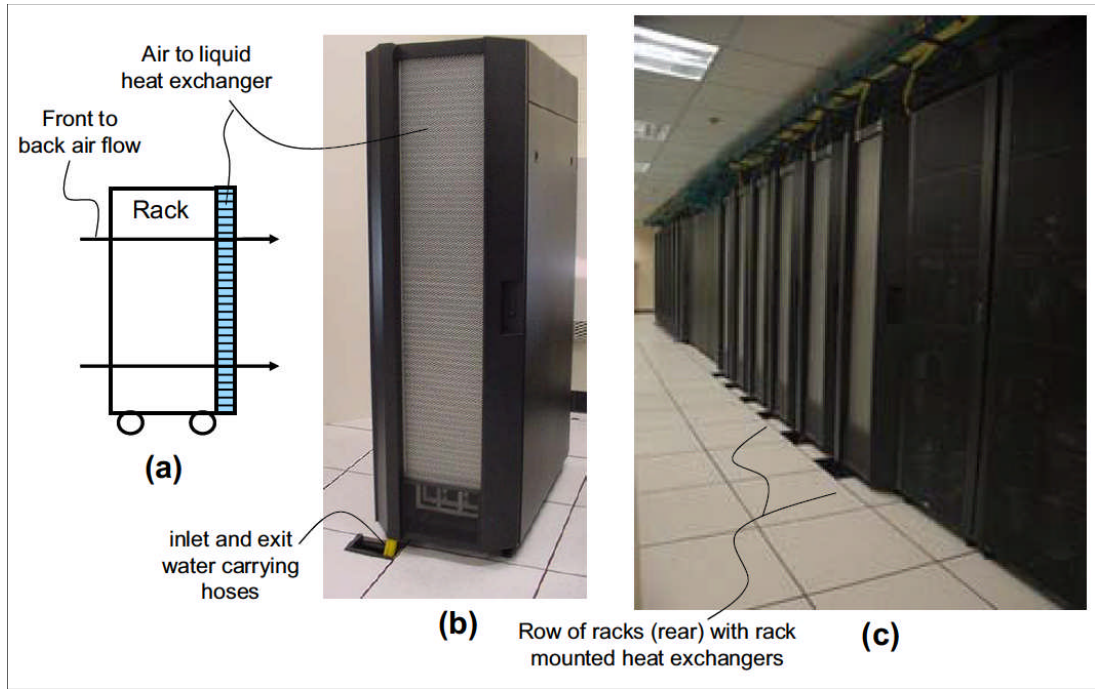 Air to liquid
heat exchanger
Front to
back air flow
Rack
(a)
inlet and exit
water carrying
hoses
(b)
Row of racks (rear) with rack
mounted heat exchangers
(c)